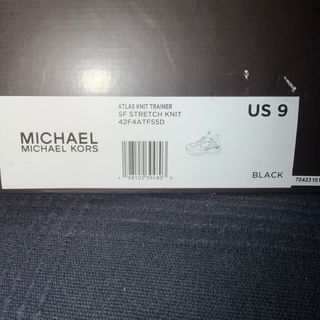 ATLAS KNIT TRAINER
SF STRETCH KNIT
42F4ATFS5D
US 9
MICHAEL
MICHAEL KORS
BLACK